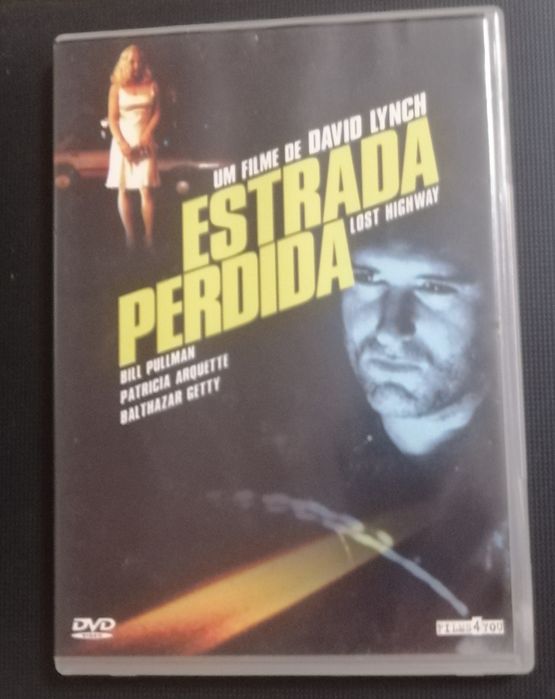 UM FILME DE DAVID LYNCH
ESTRADA
PERDIDA
LOST HIGHWAY
BILL PULLMAN
PATRICIA ARQUETTE
BALTHAZAR GETTY
DVD
VIDEO
FILMS4YOU